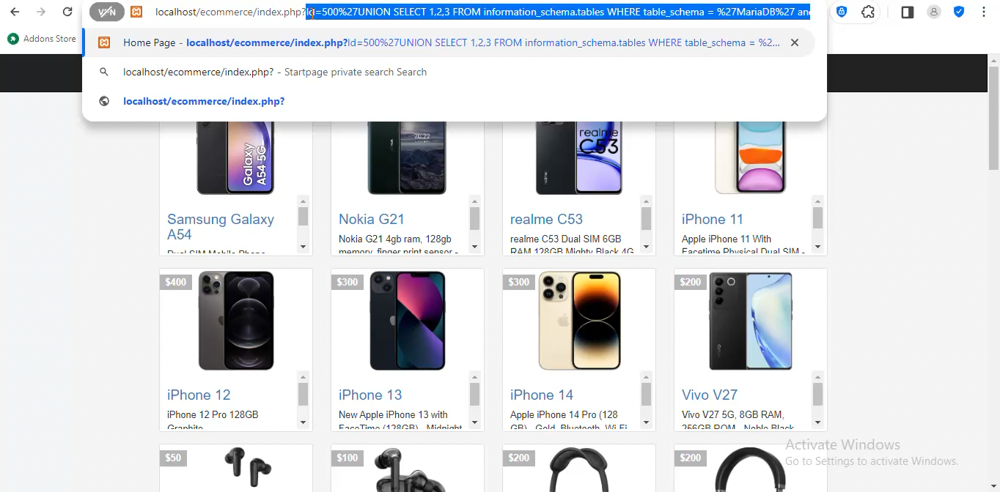 VPN localhost/ecommerce/index.php?Id=500%27UNION SELECT 1,2,3 FROM information_schema.tables WHERE table_schema = %27MariaDB%27 and
Addons Store
Home Page - localhost/ecommerce/index.php?Id=500%27UNION SELECT 1,2,3 FROM information_schema.tables WHERE table_schema = %2...
localhost/ecommerce/index.php? - Startpage private search Search
localhost/ecommerce/index.php?
Galaxy
A54 5G
20:22
realme
C53
Samsung Galaxy
A54
Dual SIM Mobile Phone
Nokia G21
Nokia G21 4gb ram, 128gb
memory, finger print sensor -
realme C53
realme C53 Dual SIM 6GB
RAM 128GB Mighty Black 4G
iPhone 11
Apple iPhone 11 With
Facetime Physical Dual SIM -
$400
$300
$300
$200
iPhone 12
iPhone 12 Pro 128GB
Graphite
iPhone 13
New Apple iPhone 13 with
FaceTime (128GB) - Midnight
iPhone 14
Apple iPhone 14 Pro (128
GB) - Gold, Bluetooth, Wi-Fi
Vivo V27
Vivo V27 5G, 8GB RAM,
256GB ROM - Noble Black
$50
$100
$200
$200
Activate Windows
Go to Settings to activate Windows.